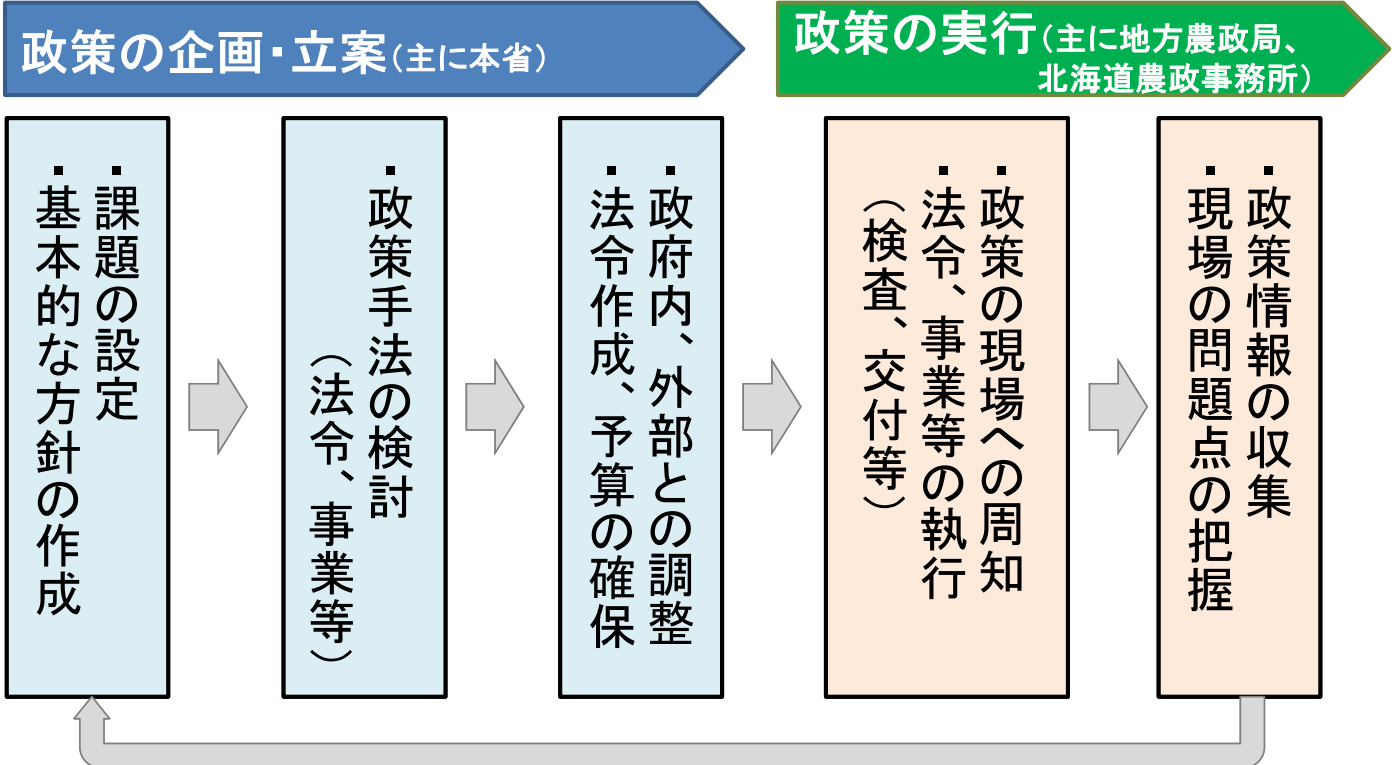 政策の企画・立案(主に本省)
政策の実行(主に地方農政局、
北海道農政事務所)
・課題の設定
・基本的な方針の作成
・政策手法の検討
(法令、事業等)
・政府内、外部との調整
・法令作成、予算の確保
・政策の現場への周知
・法令、事業等の執行
(検査、交付等)
・政策情報の収集
・現場の問題点の把握